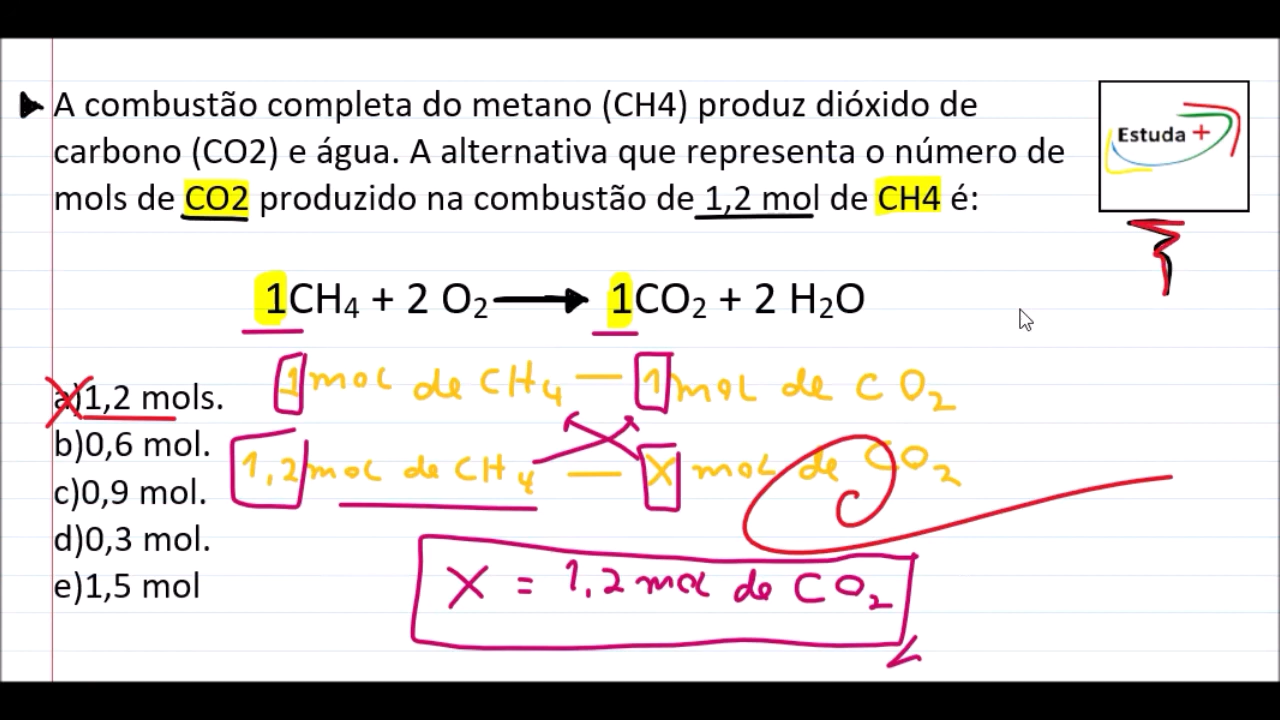 A combustão completa do metano (CH4) produz dióxido de
carbono (CO2) e água. A alternativa que representa o número de
mols de CO2 produzido na combustão de 1,2 mol de CH4 é:
Estuda +
1CH₄ + 2 O₂ → 1CO₂ + 2 H₂O
1 mol de CH₄ — 1 mol de CO₂
a)1,2 mols.
b)0,6 mol.
1,2 mol de CH₄ — X mol de CO₂
c)0,9 mol.
d)0,3 mol.
e)1,5 mol
X = 1,2 mol de CO₂